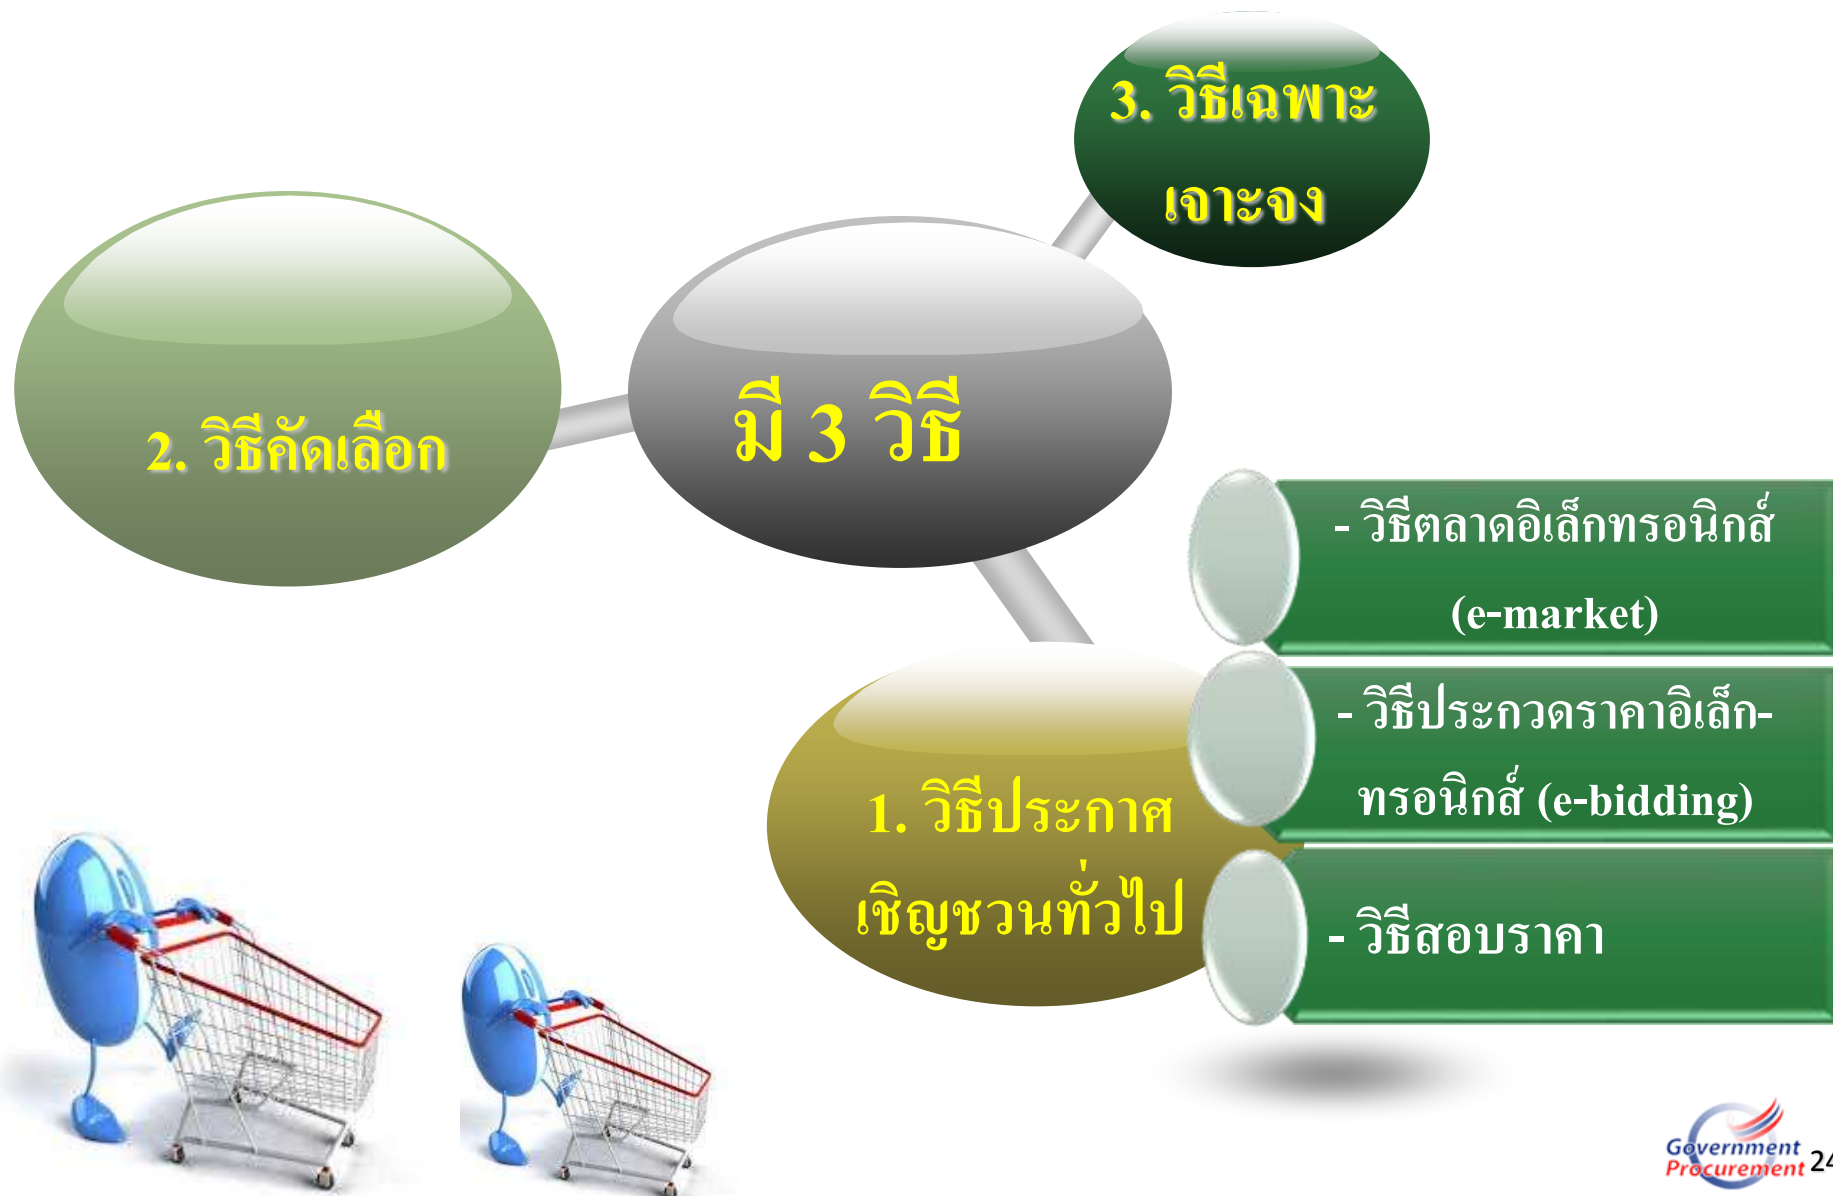 มี 3 วิธี
1. วิธีประกาศ
เชิญชวนทั่วไป
- วิธีตลาดอิเล็กทรอนิกส์
(e-market)
- วิธีประกวดราคาอิเล็ก-
ทรอนิกส์ (e-bidding)
- วิธีสอบราคา
2. วิธีคัดเลือก
3. วิธีเฉพาะ
เจาะจง
Government
Procurement
24